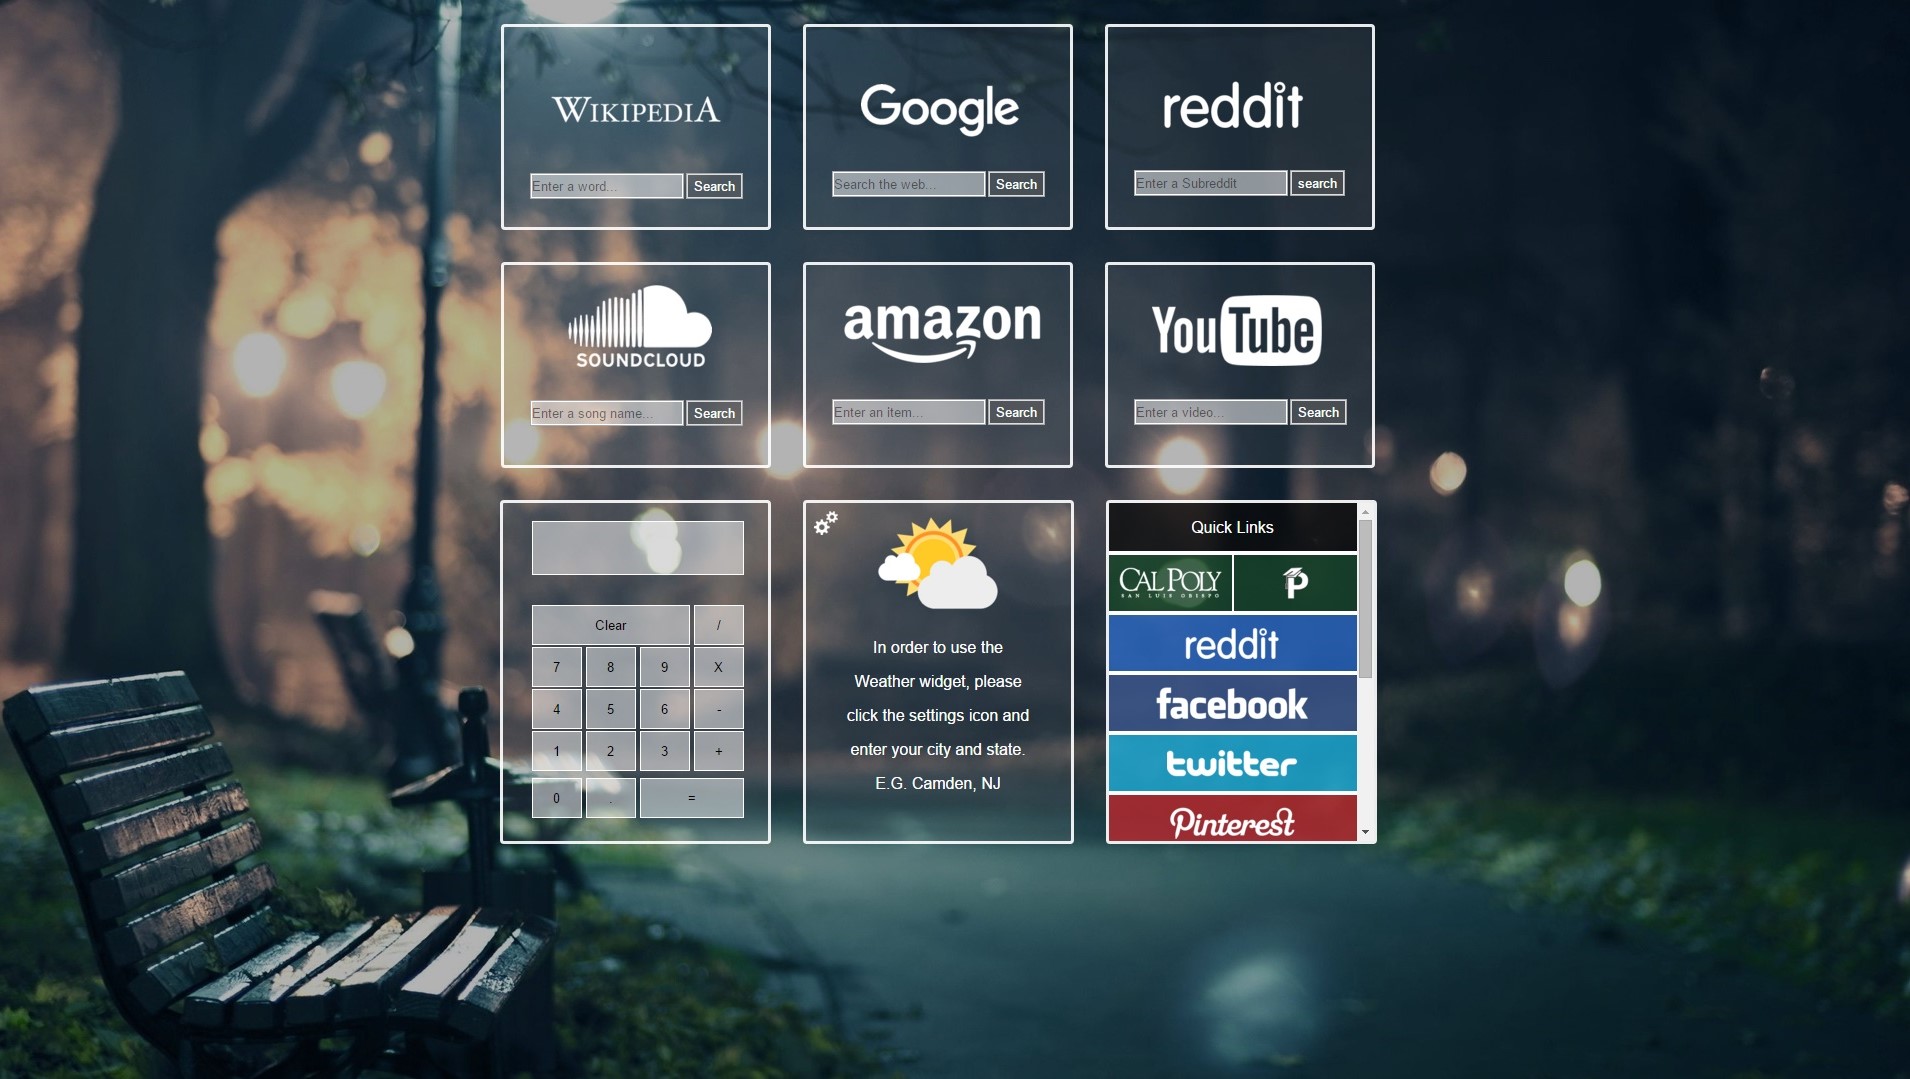 WIKIPEDIA
Enter a word... Search
Google
Search the web... Search
reddit
Enter a Subreddit search
SOUNDCLOUD
Enter a song name... Search
amazon
Enter an item... Search
YouTube
Enter a video... Search
Clear /
7 8 9 X
4 5 6 -
1 2 3 +
0 . =
In order to use the
Weather widget, please
click the settings icon and
enter your city and state.
E.G. Camden, NJ
Quick Links
CAL POLY P
SAN LUIS OBISPO
reddit
facebook
twitter
Pinterest